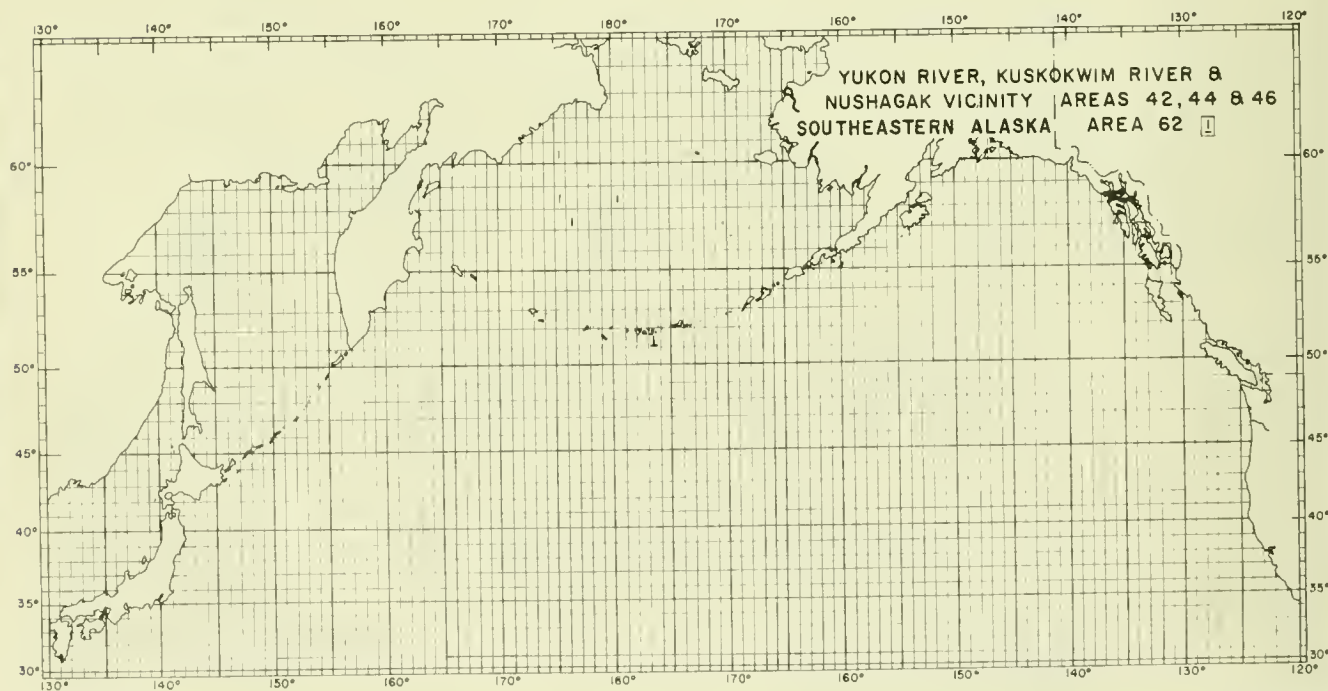 130° 140° 150° 160° 170° 180° 170° 160° 150° 140° 130° 120°
YUKON RIVER, KUSKOKWIM RIVER &
NUSHAGAK VICINITY AREAS 42, 44 & 46
SOUTHEASTERN ALASKA AREA 62 1
60° 60°
55° 55°
1
50° 50°
45° 45°
40° 40°
35° 35°
30° 30°
130° 140° 150° 160° 170° 180° 170° 160° 150° 140° 130° 120°